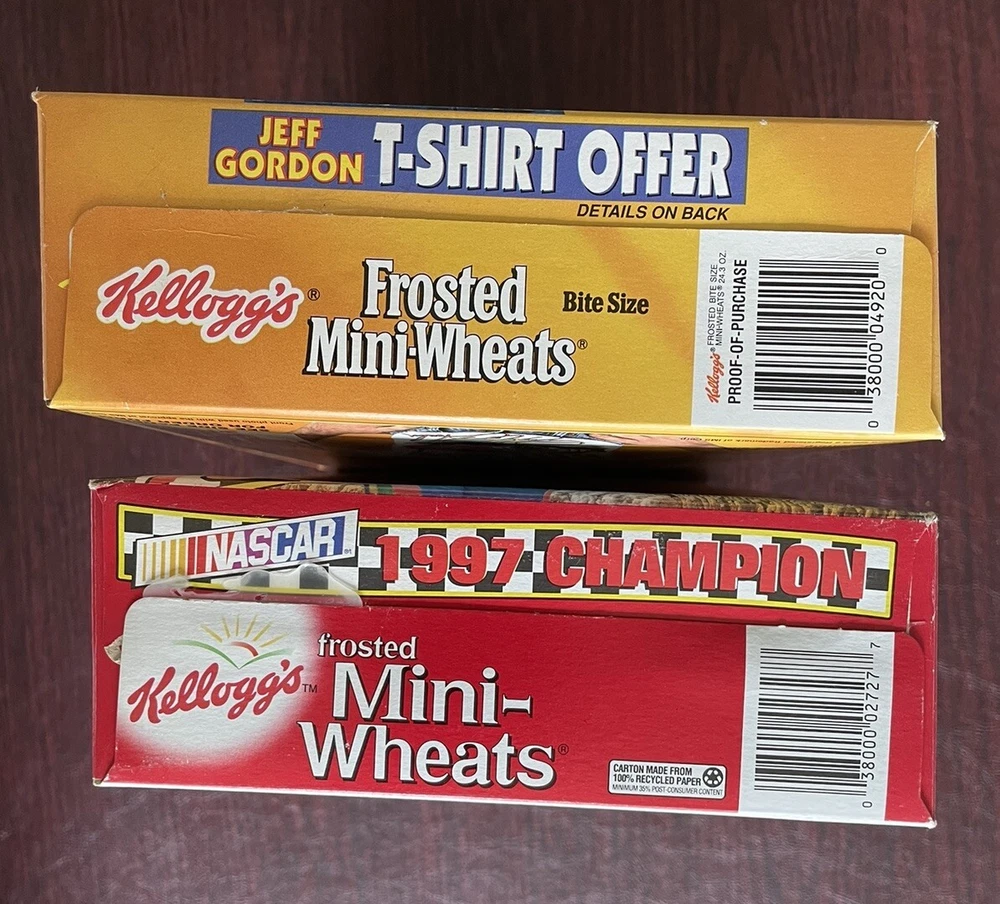 JEFF
GORDON
T-SHIRT OFFER
DETAILS ON BACK
Kellogg's®
Frosted
Mini-Wheats®
Bite Size
Kellogg's® FROSTED BITE SIZE
MINI-WHEATS® 24.3 OZ.
PROOF-OF-PURCHASE
0 38000 04920 0
NASCAR
1997 CHAMPION
Kellogg's™
frosted
Mini-
Wheats®
CARTON MADE FROM
100% RECYCLED PAPER
MINIMUM 35% POST-CONSUMER CONTENT
0 38000 02727 7